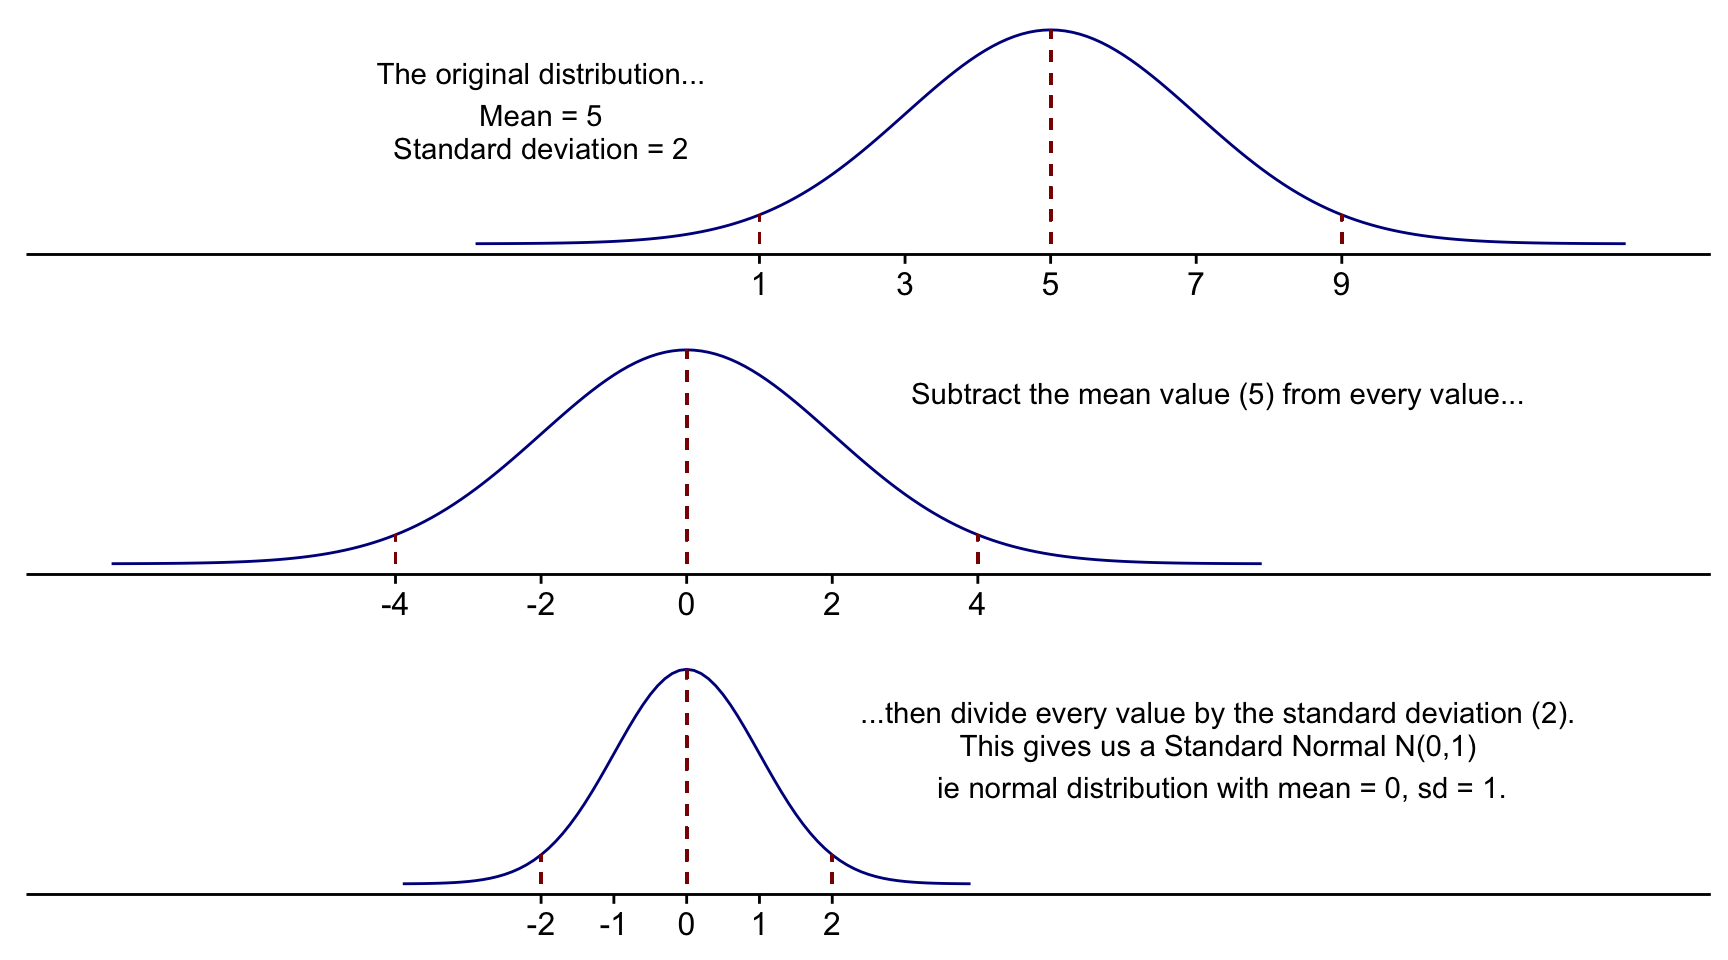 The original distribution...
Mean = 5
Standard deviation = 2
1 3 5 7 9
Subtract the mean value (5) from every value...
-4 -2 0 2 4
...then divide every value by the standard deviation (2).
This gives us a Standard Normal N(0,1)
ie normal distribution with mean = 0, sd = 1.
-2 -1 0 1 2